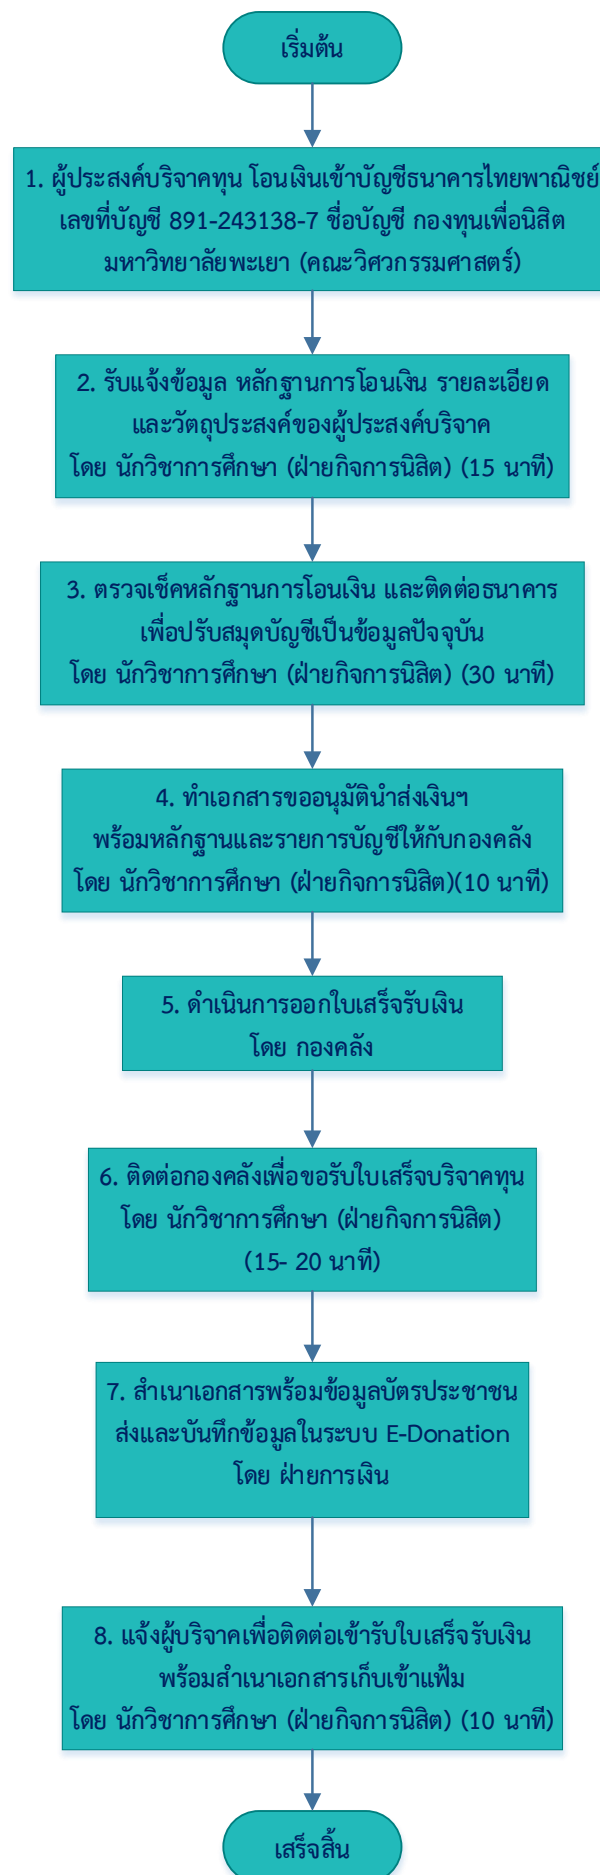 เริ่มต้น
1. ผู้ประสงค์บริจาคทุน โอนเงินเข้าบัญชีธนาคารไทยพาณิชย์
เลขที่บัญชี 891-243138-7 ชื่อบัญชี กองทุนเพื่อนิสิต
มหาวิทยาลัยพะเยา (คณะวิศวกรรมศาสตร์)
2. รับแจ้งข้อมูล หลักฐานการโอนเงิน รายละเอียด
และวัตถุประสงค์ของผู้ประสงค์บริจาค
โดย นักวิชาการศึกษา (ฝ่ายกิจการนิสิต) (15 นาที)
3. ตรวจเช็คหลักฐานการโอนเงิน และติดต่อธนาคาร
เพื่อปรับสมุดบัญชีเป็นข้อมูลปัจจุบัน
โดย นักวิชาการศึกษา (ฝ่ายกิจการนิสิต) (30 นาที)
4. ทำเอกสารขออนุมัตินำส่งเงินฯ
พร้อมหลักฐานและรายการบัญชีให้กับกองคลัง
โดย นักวิชาการศึกษา (ฝ่ายกิจการนิสิต)(10 นาที)
5. ดำเนินการออกใบเสร็จรับเงิน
โดย กองคลัง
6. ติดต่อกองคลังเพื่อขอรับใบเสร็จบริจาคทุน
โดย นักวิชาการศึกษา (ฝ่ายกิจการนิสิต)
(15- 20 นาที)
7. สำเนาเอกสารพร้อมข้อมูลบัตรประชาชน
ส่งและบันทึกข้อมูลในระบบ E-Donation
โดย ฝ่ายการเงิน
8. แจ้งผู้บริจาคเพื่อติดต่อเข้ารับใบเสร็จรับเงิน
พร้อมสำเนาเอกสารเก็บเข้าแฟ้ม
โดย นักวิชาการศึกษา (ฝ่ายกิจการนิสิต) (10 นาที)
เสร็จสิ้น